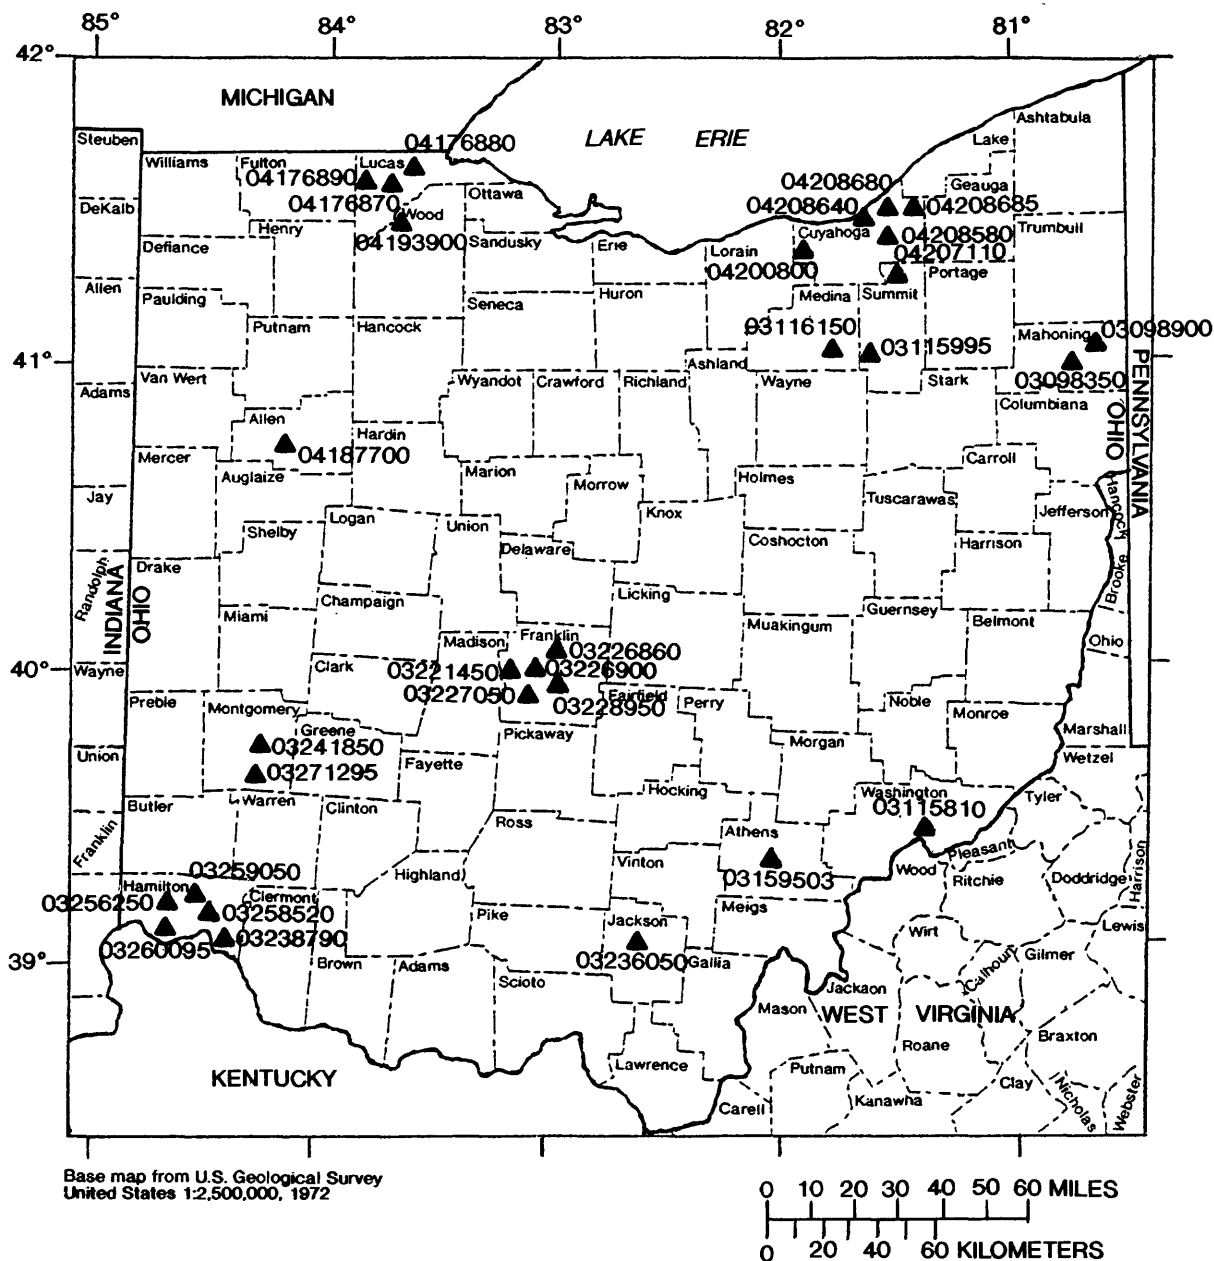 85° 84° 83° 82° 81°
42°
MICHIGAN
LAKE ERIE
Ashtabula
Lake
Steuben
04176880
Williams Fulton Lucas
04176890
04208680
Geauga
04176870
Wood
Ottawa
04208640
04208685
DeKalb
Henry
04193900
Sandusky
Erie
Lorain
Cuyahoga
04208580
Trumbull
Defiance
04207110
04200800
Portage
Allen
Paulding
Seneca
Huron
Medina
Summit
Putnam
Hancock
03116150
03098900
Mahoning
03115995
41°
Ashland
Van Wert
Wyandot
Crawford
Richland
Wayne
Stark
03098350
Adams
Columbiana
PENNSYLVANIA
OHIO
Allen
Hardin
04187700
Mercer
Auglaize
Marion
Morrow
Holmes
Carroll
Jay
Tuscarawas
Hancock
Logan
Union
Knox
Jefferson
Shelby
Delaware
Coshocton
Harrison
Randolph
INDIANA
OHIO
Drake
Brooke
Champaign
Licking
Miami
Guernsey
Muakingum
Belmont
Madison
Franklin
Ohio
40°
Wayne
Clark
03226860
03221450
03226900
03227050
Fairfield
03228950
Preble
Montgomery
Perry
Noble
Monroe
Greene
Pickaway
Morgan
Marshall
Union
03241850
Wetzel
Fayette
03271295
Hocking
Washington
Butler
Warren
Clinton
03115810
Tyler
Franklin
Ross
Athens
Pleasant
Harrison
Vinton
03259050
Highland
03159503
Wood
Ritchie
Doddridge
Hamilton
Clermont
03256250
03258520
Pike
Jackson
Meigs
Wirt
Lewis
03260095
03238790
39°
Brown
Adams
Scioto
03236050
Gallia
Calhoun
Gilmer
Jackaon
Mason
WEST VIRGINIA
Braxton
Roane
KENTUCKY
Lawrence
Putnam
Clay
Nicholas
Webster
Carell
Kanawha
85° 84° 83° 82° 81°
Base map from U.S. Geological Survey
United States 1:2,500,000, 1972
0 10 20 30 40 50 60 MILES
0 20 40 60 KILOMETERS